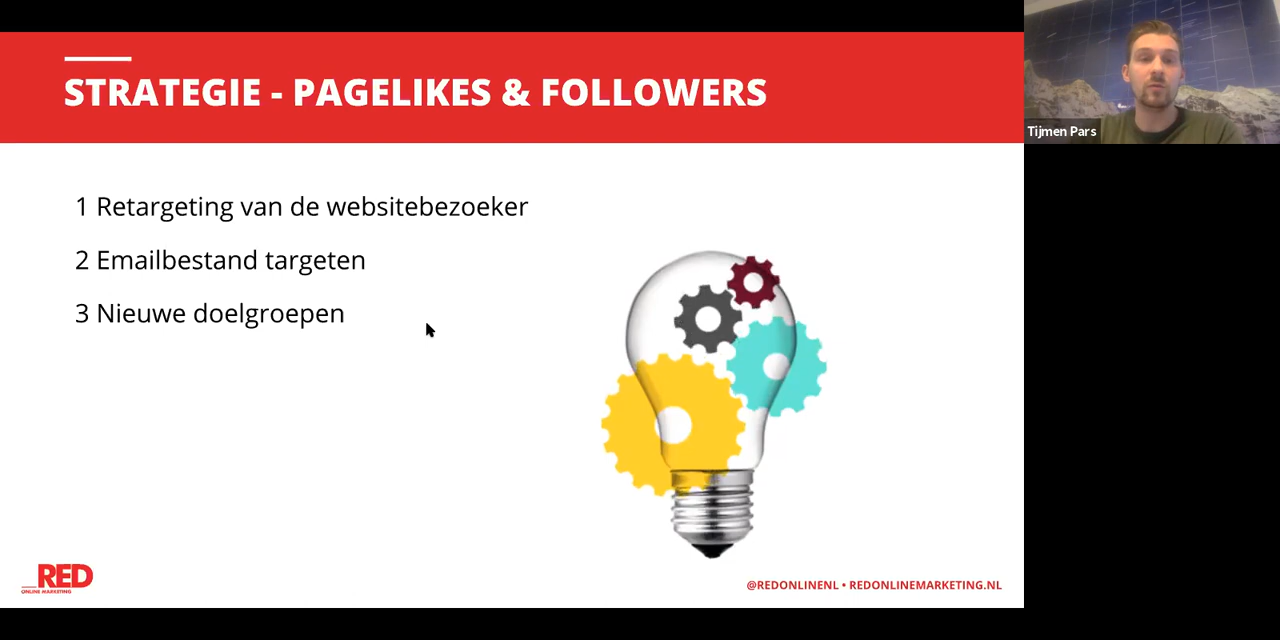 STRATEGIE - PAGELIKES & FOLLOWERS
Tijmen Pars
1 Retargeting van de websitebezoeker
2 Emailbestand targeten
3 Nieuwe doelgroepen
_RED
ONLINE MARKETING
@REDONLINENL • REDONLINEMARKETING.NL